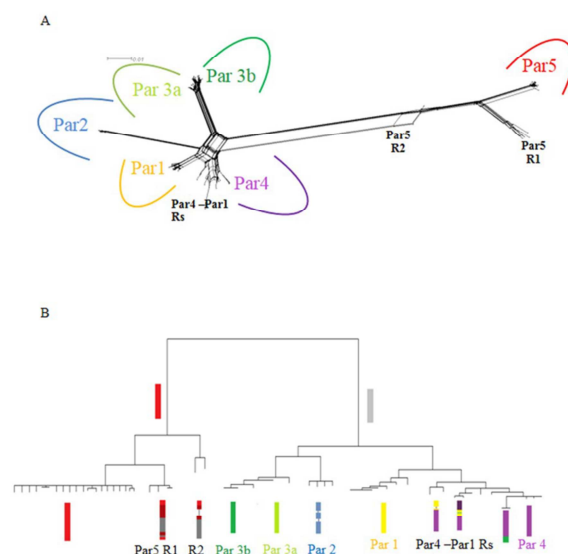 A
Par 3a
Par 3b
Par5
Par2
Par5
R2
Par5
R1
Par1
Par4
Par4 –Par1
Rs
B
Par5 R1
R2
Par 3b
Par 3a
Par 2
Par 1
Par4 –Par1 Rs
Par 4